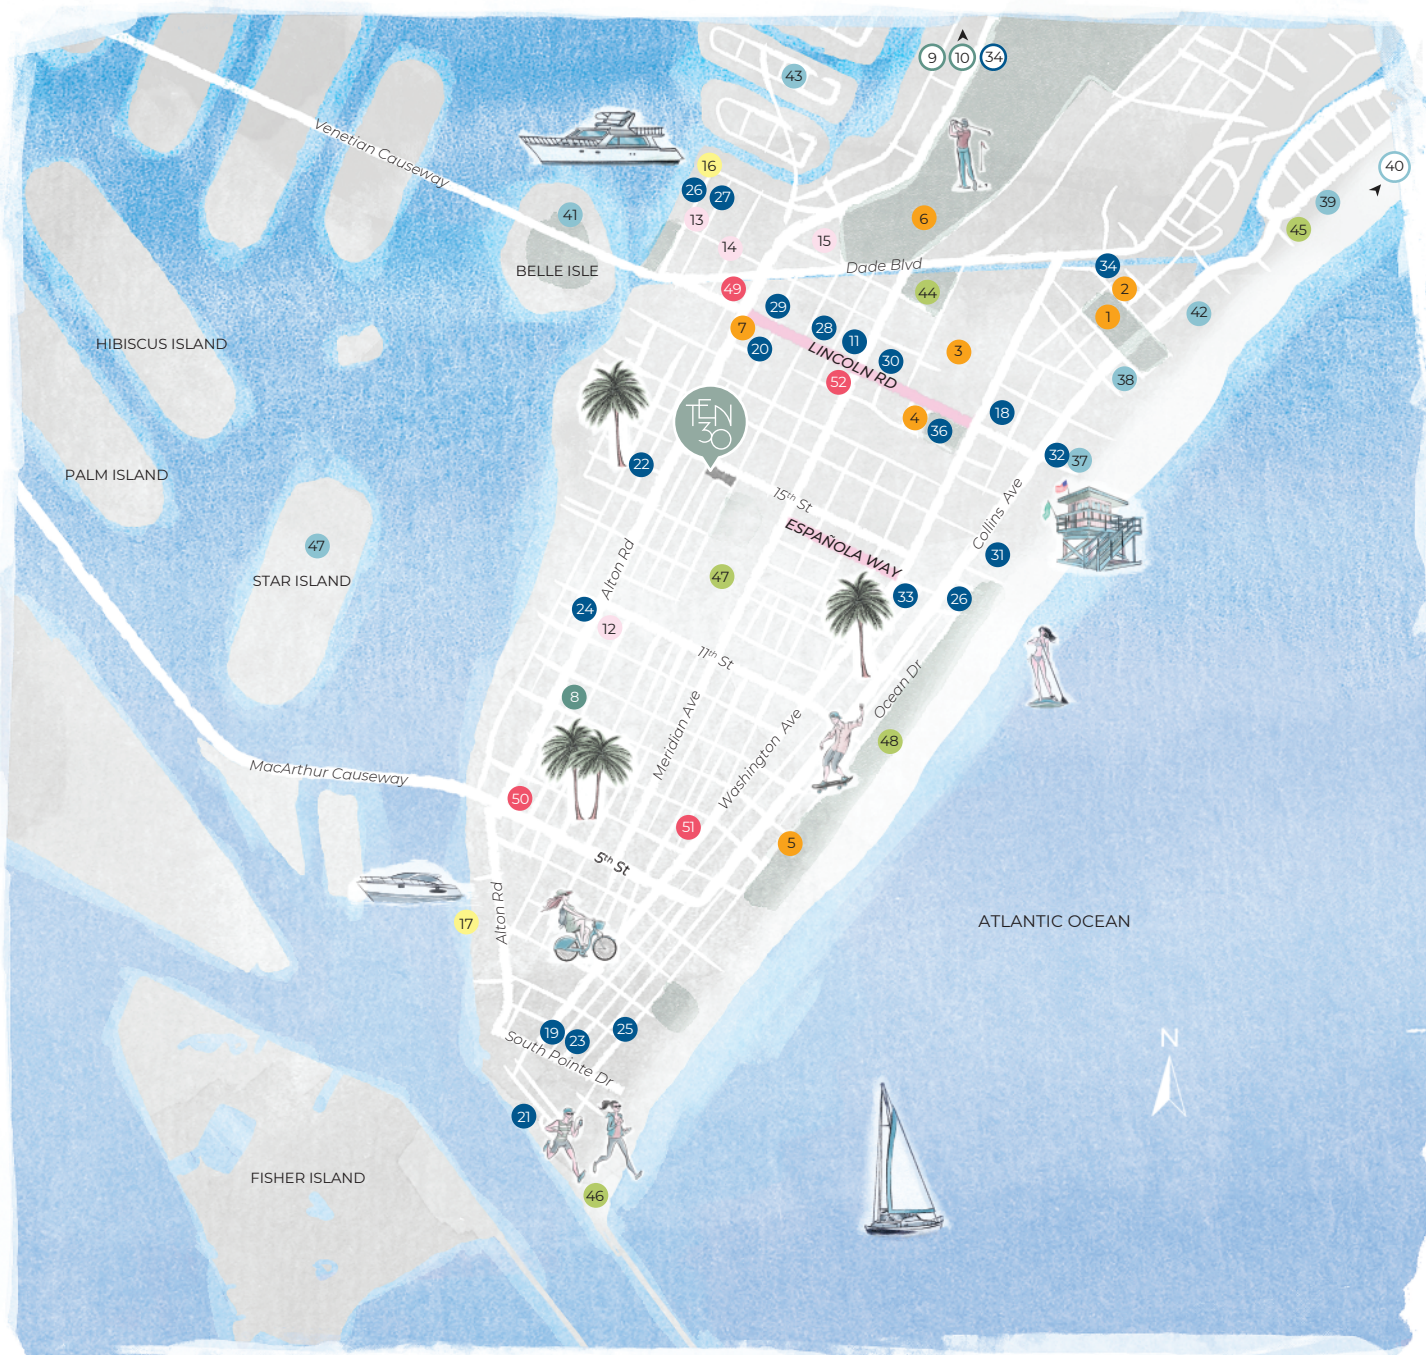 9 10 34
43
Venetian Causeway
40
16
26 27
39
41
13
6
45
14
15
BELLE ISLE
Dade Blvd
34
49
44
2
29
42
1
7
28
HIBISCUS ISLAND
20
11
3
LINCOLN RD
30
52
38
TEN
30
4
18
36
22
32 37
PALM ISLAND
15th St
Collins Ave
ESPAÑOLA WAY
47
31
STAR ISLAND
Alton Rd
47
33
26
24
12
11th St
8
Meridian Ave
Ocean Dr
48
Washington Ave
MacArthur Causeway
50
51
5
5th St
17
Alton Rd
ATLANTIC OCEAN
19
23
25
South Pointe Dr
N
21
FISHER ISLAND
46